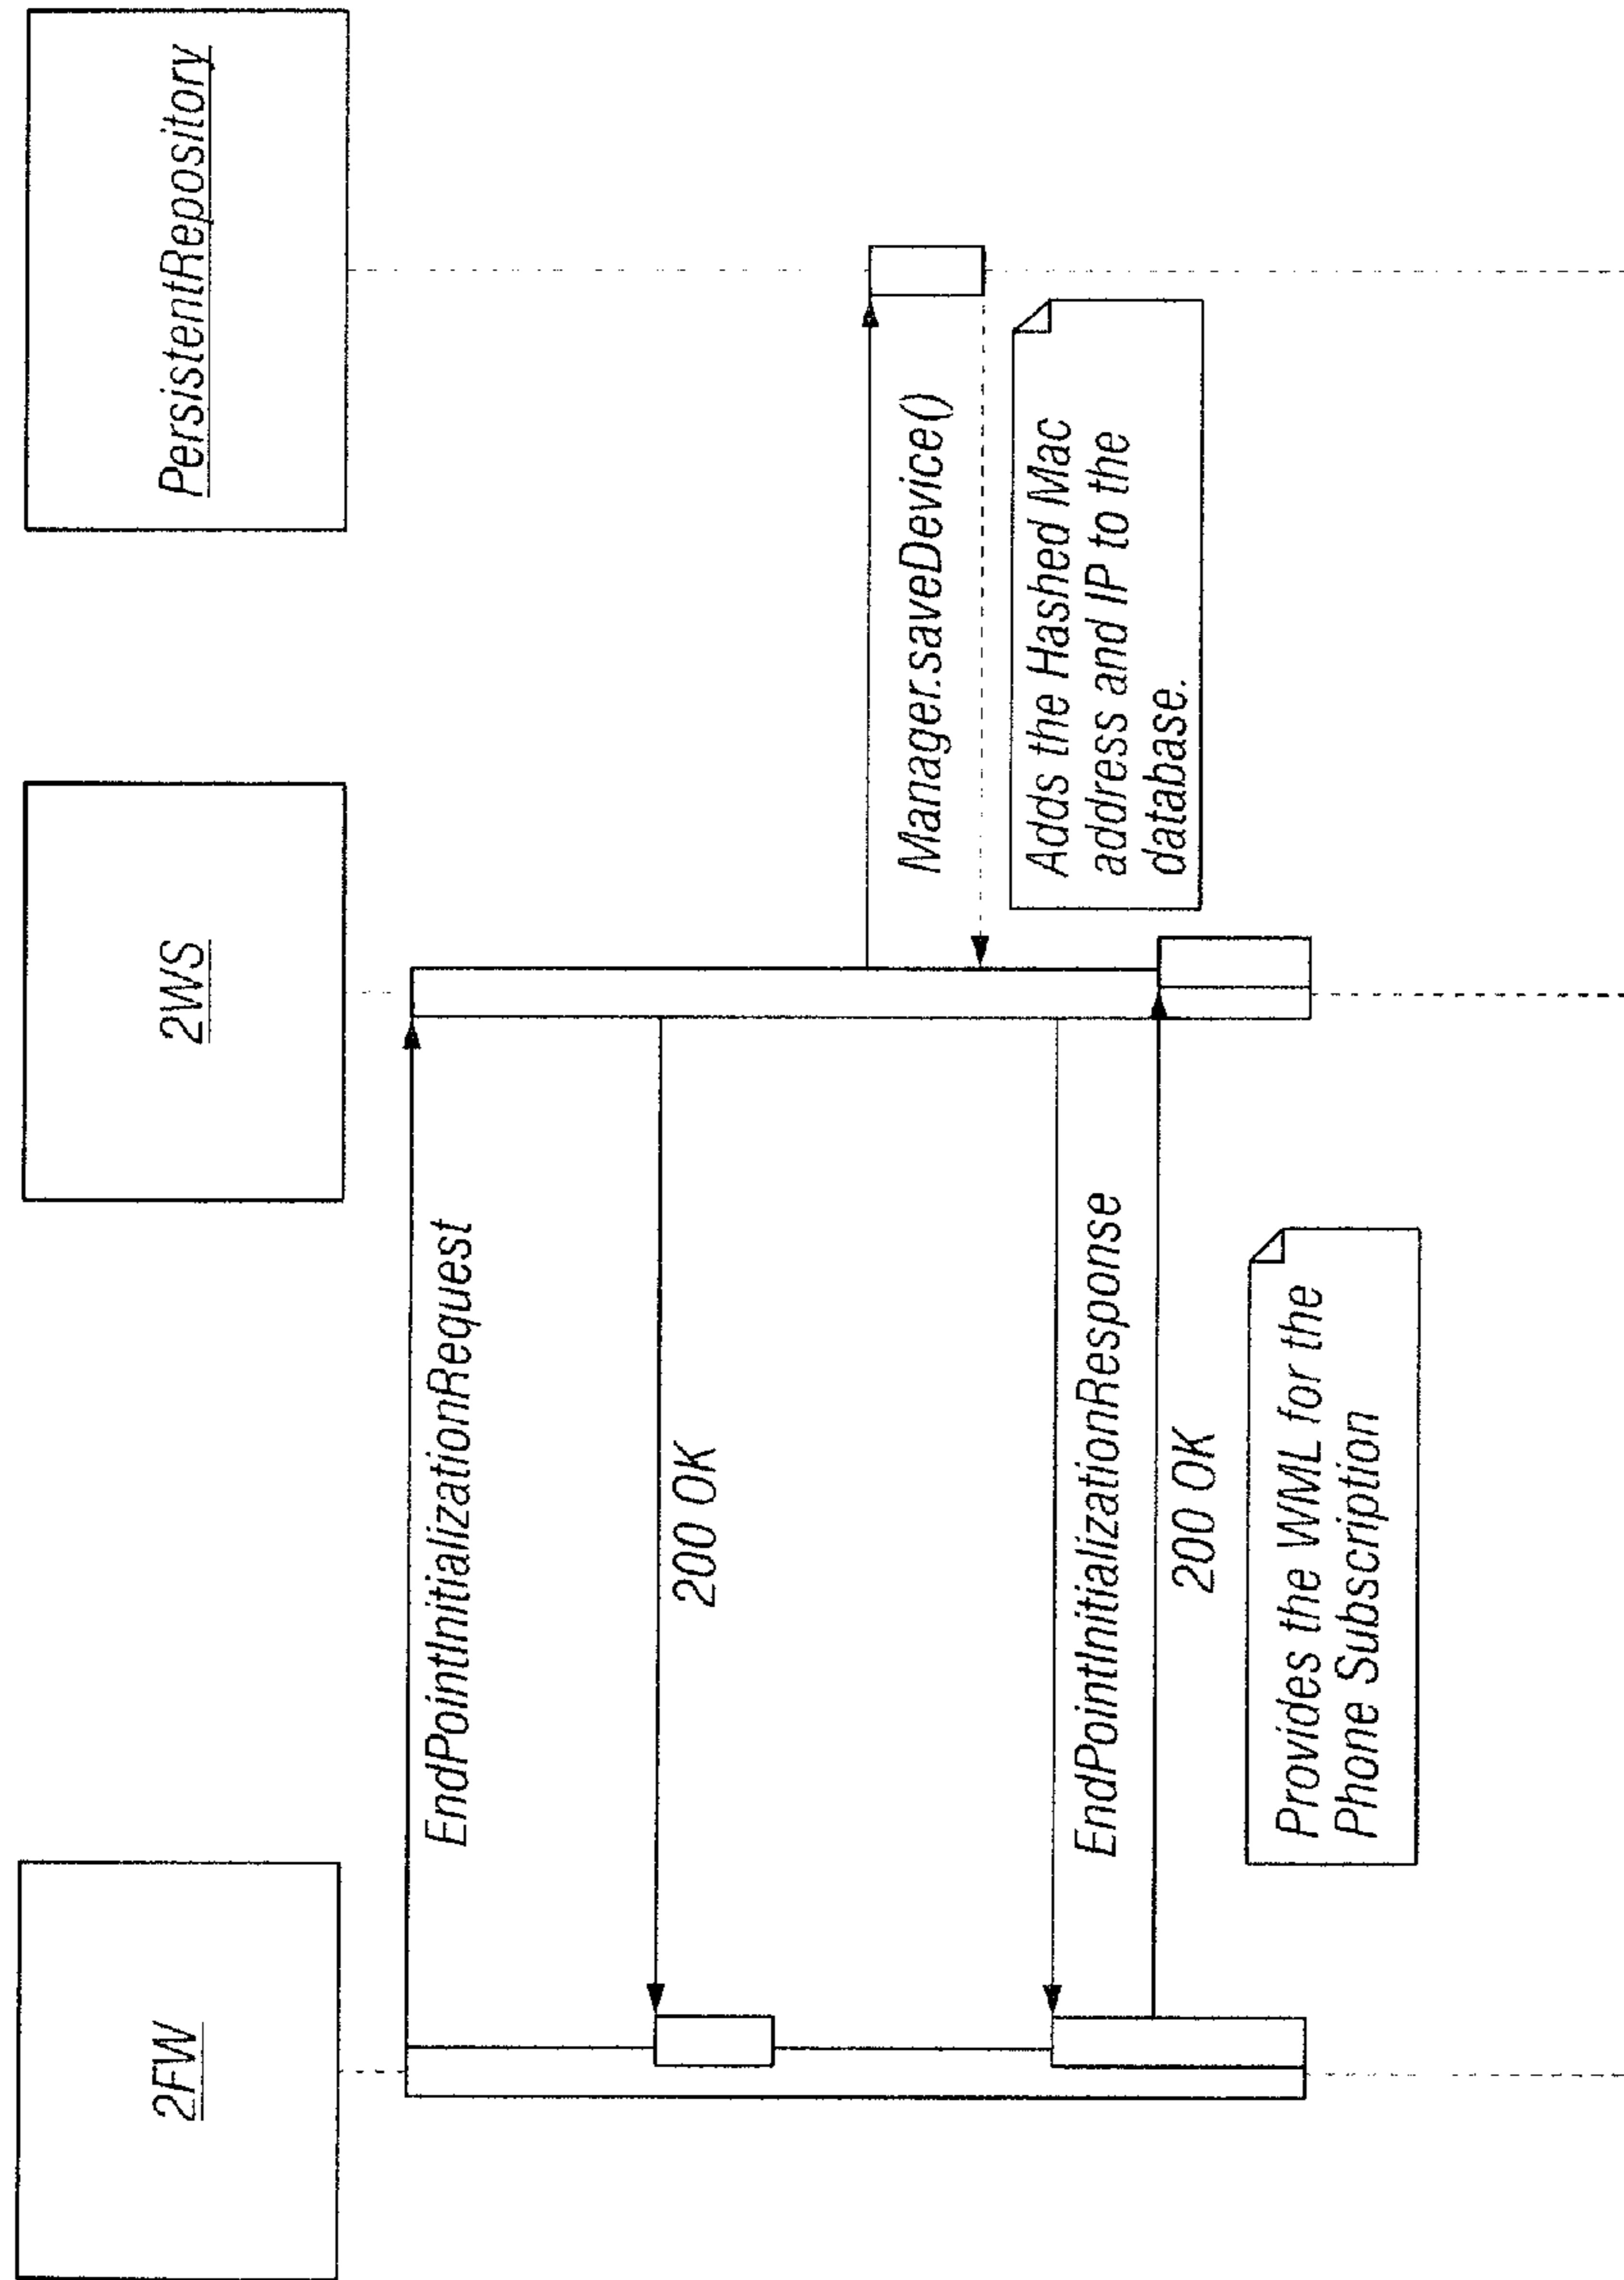 2FW
2WS
PersistentRepository
EndPointInitializationRequest
200 OK
Manager.saveDevice()
Adds the Hashed Mac
address and IP to the
database.
EndPointInitializationResponse
200 OK
Provides the WML for the
Phone Subscription